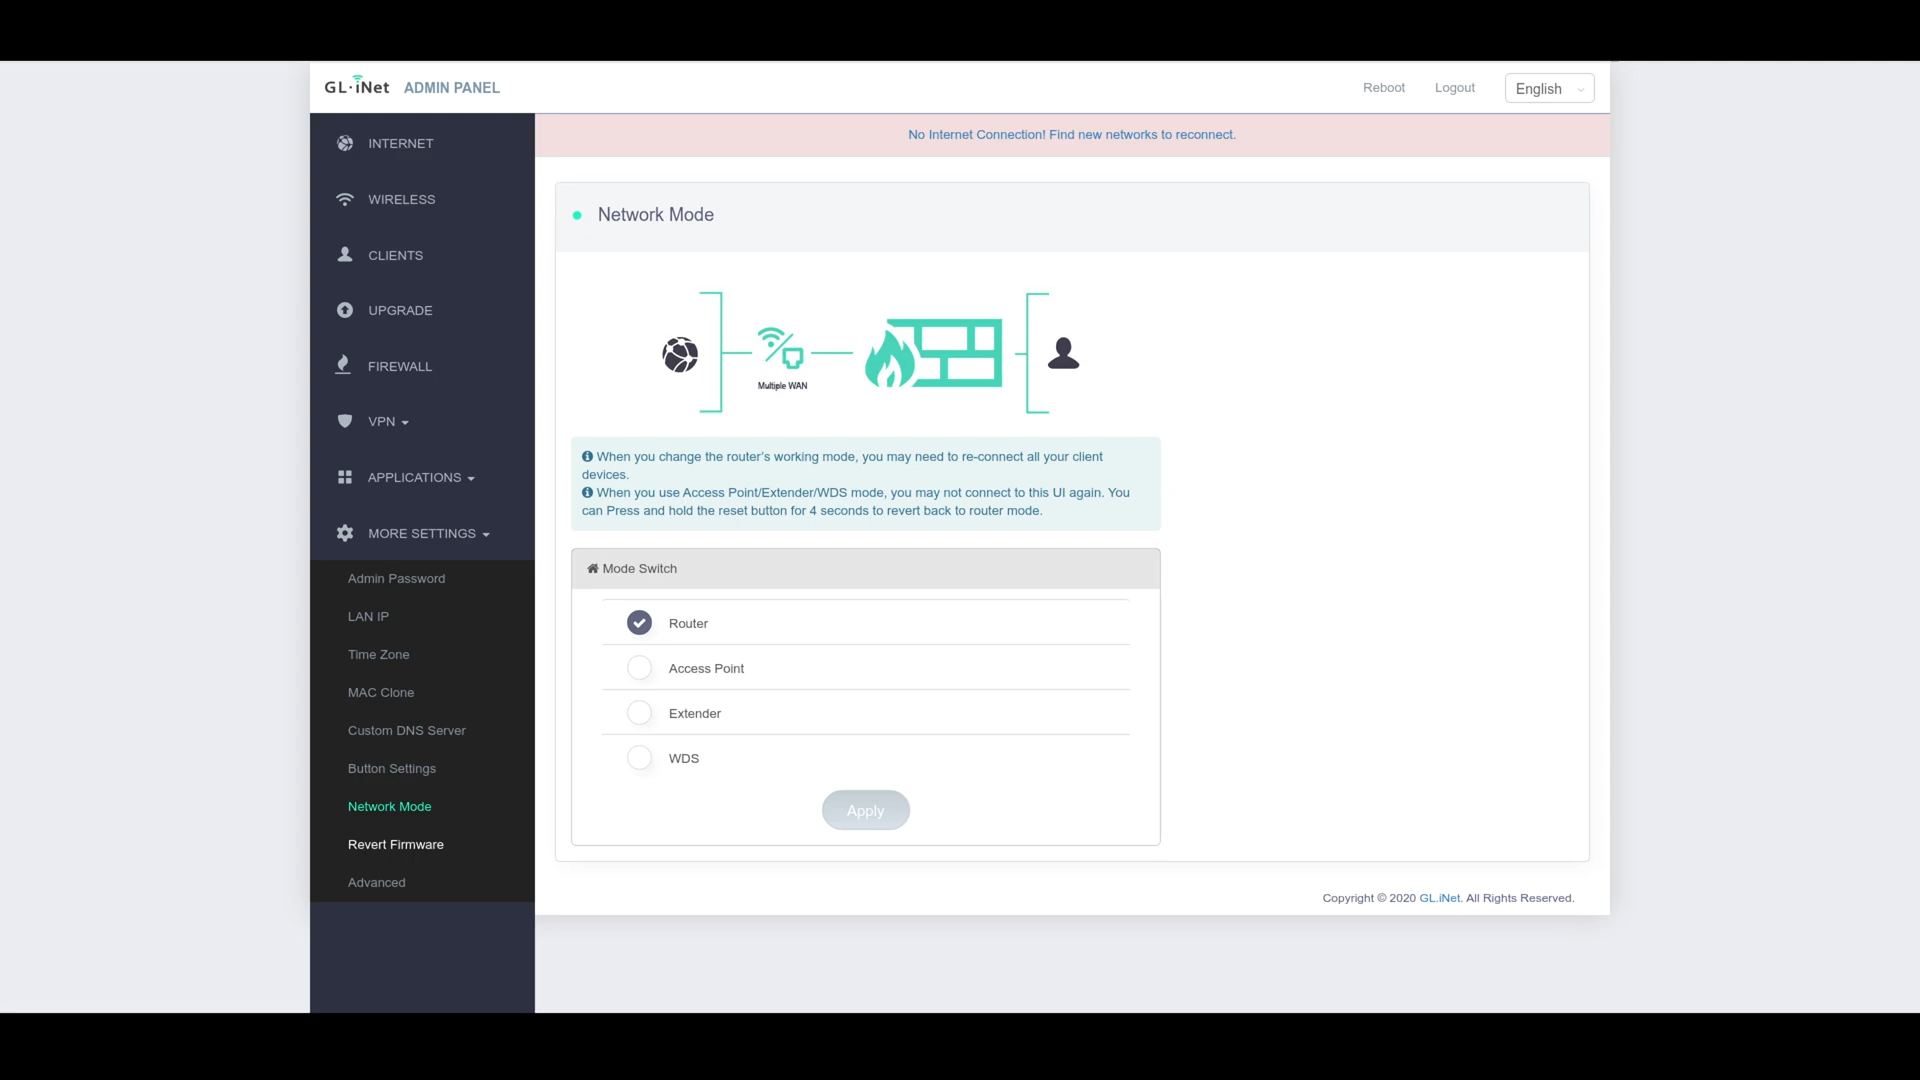 GL·iNet ADMIN PANEL
Reboot
Logout
English
INTERNET
WIRELESS
CLIENTS
UPGRADE
FIREWALL
VPN
APPLICATIONS
MORE SETTINGS
Admin Password
LAN IP
Time Zone
MAC Clone
Custom DNS Server
Button Settings
Network Mode
Revert Firmware
Advanced
No Internet Connection! Find new networks to reconnect.
Network Mode
Multiple WAN
When you change the router's working mode, you may need to re-connect all your client
devices.
When you use Access Point/Extender/WDS mode, you may not connect to this UI again. You
can Press and hold the reset button for 4 seconds to revert back to router mode.
Mode Switch
Router
Access Point
Extender
WDS
Apply
Copyright © 2020 GL.iNet. All Rights Reserved.